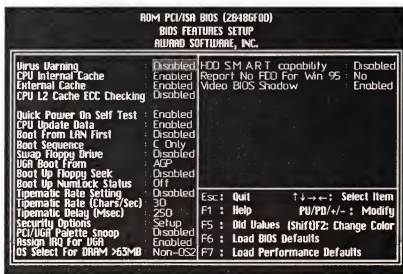 ROM PCI/ISA BIOS (2B48GF0D)
BIOS FEATURES SETUP
AWARD SOFTWARE, INC.
Virus Warning : Disabled
CPU Internal Cache : Enabled
External Cache : Enabled
CPU L2 Cache ECC Checking : Disabled
Quick Power On Self Test : Enabled
CPU Update Data : Enabled
Boot From LAN First : Disabled
Boot Sequence : C Only
Swap Floppy Drive : Disabled
VGA Boot From : AGP
Boot Up Floppy Seek : Disabled
Boot Up NumLock Status : Off
Tipematic Rate Setting : Disabled
Tipematic Rate (Chars/Sec) : 30
Tipematic Delay (Msec) : 250
Security Options : Setup
PCI/VGA Palette Snoop : Disabled
Assign IRQ For VGA : Enabled
OS Select For DRAM >63MB : Non-OS2
HDD S.M.A.R.T capability : Disabled
Report No FDD For Win 95 : No
Video BIOS Shadow : Enabled
Esc : Quit ↑↓→← : Select Item
F1 : Help PU/PD/+/- : Modify
F5 : Old Values (Shift)F2: Change Color
F6 : Load BIOS Defaults
F7 : Load Performance Defaults